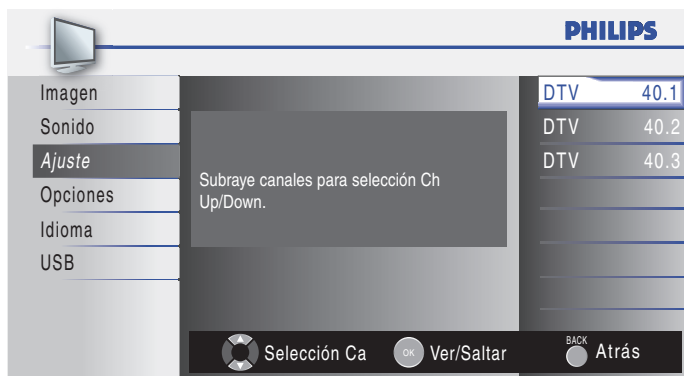 PHILIPS
Imagen
Sonido
Ajuste
Opciones
Idioma
USB
Subraye canales para selección Ch
Up/Down.
DTV 40.1
DTV 40.2
DTV 40.3
Selección Ca
OK
Ver/Saltar
BACK
Atrás